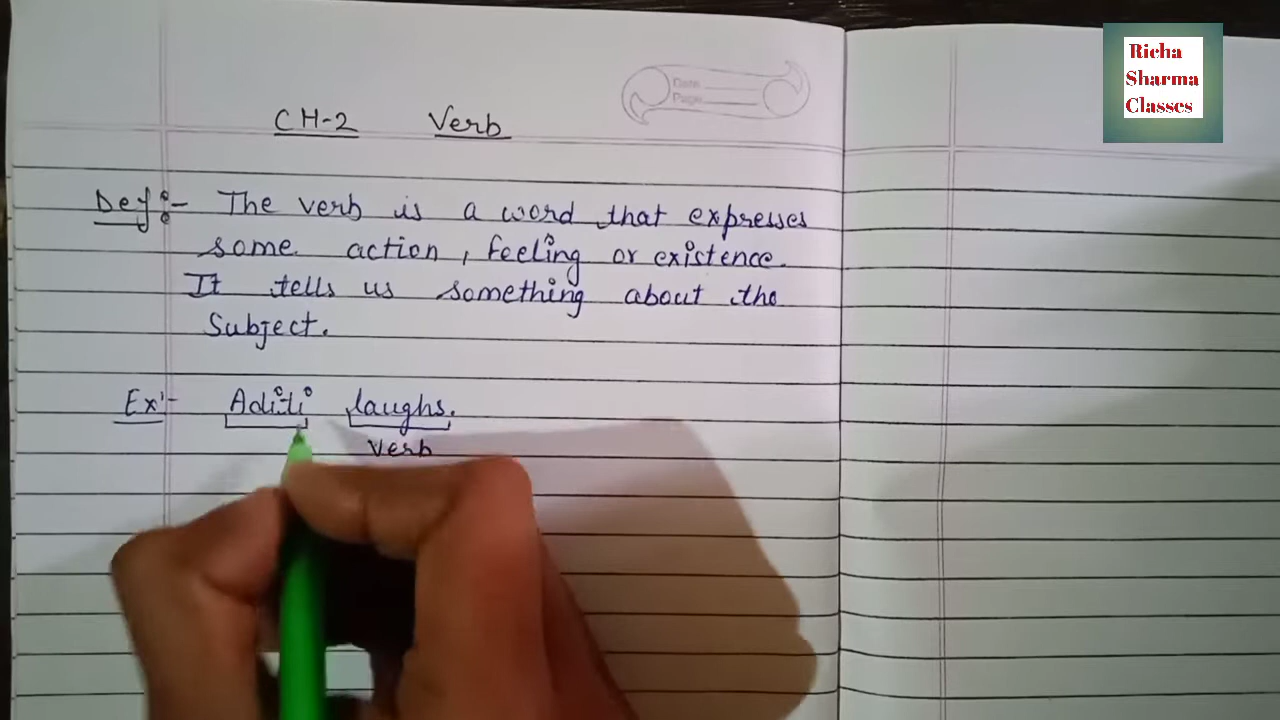 Richa
Sharma
Classes
Date
Page
CH-2 Verb
Def:- The verb is a word that expresses
some action, feeling or existence.
It tells us something about the
Subject.
Ex:- Aditi laughs.
Verb